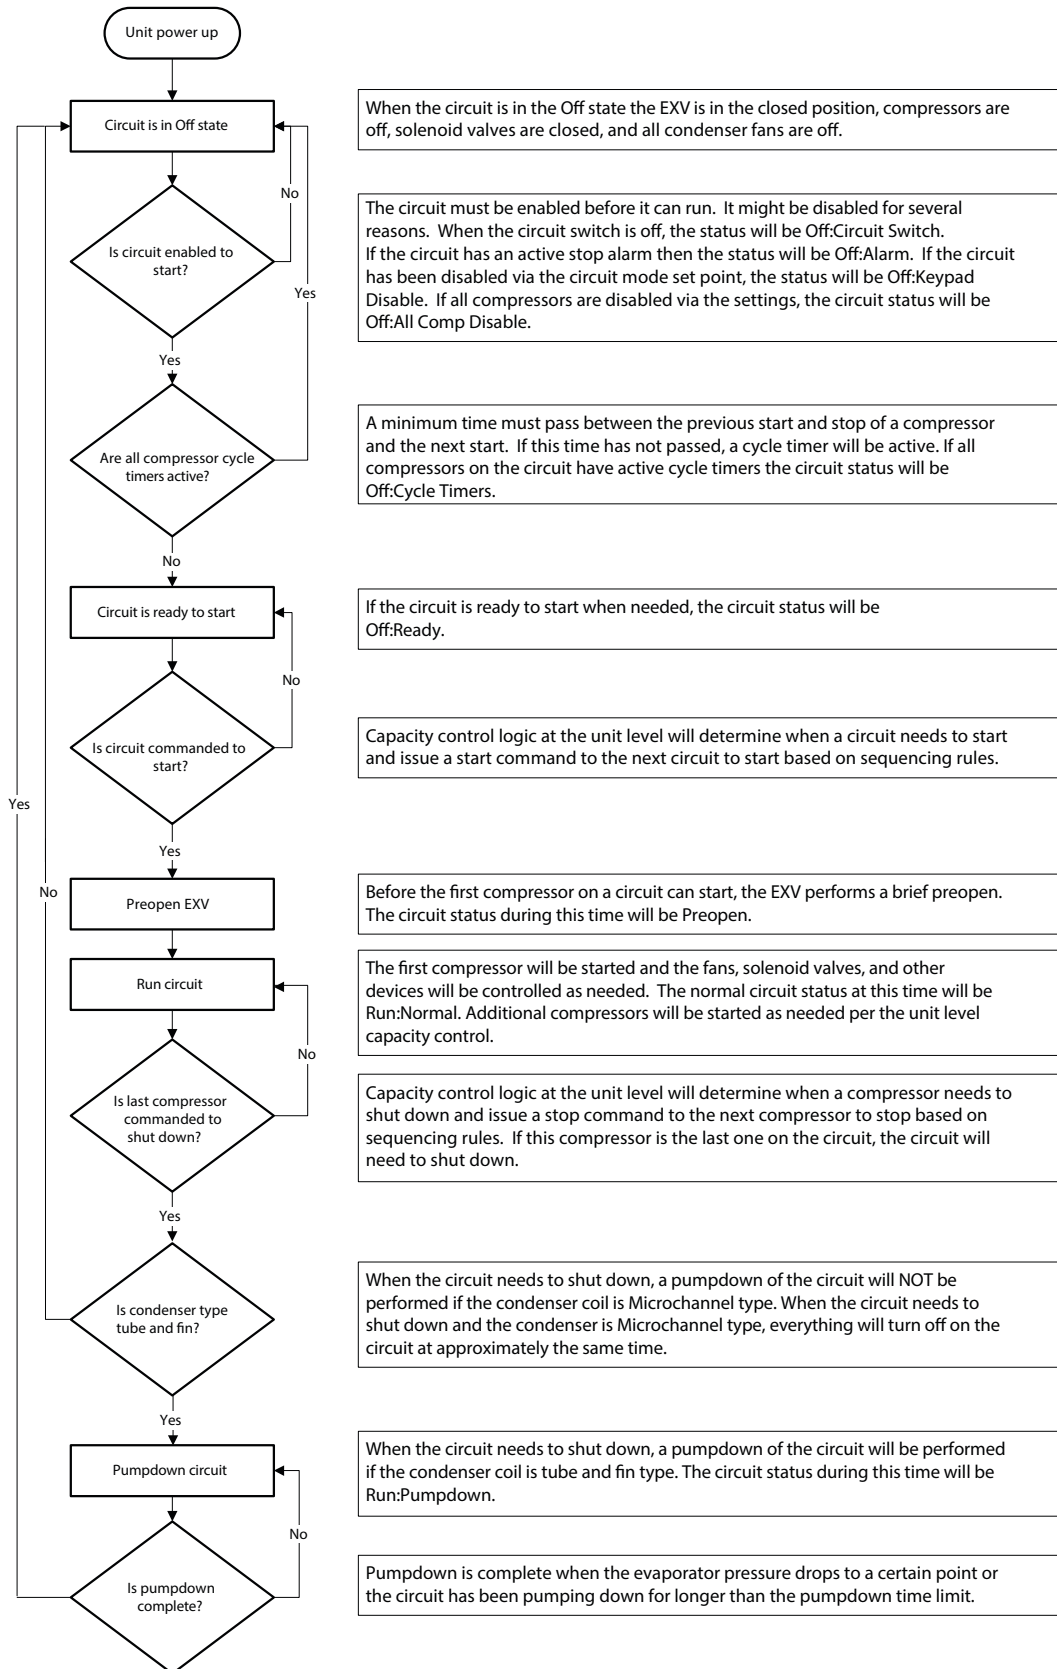 Unit power up
Circuit is in Off state
When the circuit is in the Off state the EXV is in the closed position, compressors are
off, solenoid valves are closed, and all condenser fans are off.
No
Is circuit enabled to
start?
Yes
The circuit must be enabled before it can run.  It might be disabled for several
reasons.  When the circuit switch is off, the status will be Off:Circuit Switch.
If the circuit has an active stop alarm then the status will be Off:Alarm.  If the circuit
has been disabled via the circuit mode set point, the status will be Off:Keypad
Disable.  If all compressors are disabled via the settings, the circuit status will be
Off:All Comp Disable.
Yes
Are all compressor cycle
timers active?
A minimum time must pass between the previous start and stop of a compressor
and the next start.  If this time has not passed, a cycle timer will be active. If all
compressors on the circuit have active cycle timers the circuit status will be
Off:Cycle Timers.
No
Circuit is ready to start
If the circuit is ready to start when needed, the circuit status will be
Off:Ready.
No
Is circuit commanded to
start?
Capacity control logic at the unit level will determine when a circuit needs to start
and issue a start command to the next circuit to start based on sequencing rules.
Yes
Yes
No
Preopen EXV
Before the first compressor on a circuit can start, the EXV performs a brief preopen.
The circuit status during this time will be Preopen.
Run circuit
The first compressor will be started and the fans, solenoid valves, and other
devices will be controlled as needed.  The normal circuit status at this time will be
Run:Normal. Additional compressors will be started as needed per the unit level
capacity control.
No
Is last compressor
commanded to
shut down?
Capacity control logic at the unit level will determine when a compressor needs to
shut down and issue a stop command to the next compressor to stop based on
sequencing rules.  If this compressor is the last one on the circuit, the circuit will
need to shut down.
Yes
Is condenser type
tube and fin?
When the circuit needs to shut down, a pumpdown of the circuit will NOT be
performed if the condenser coil is Microchannel type. When the circuit needs to
shut down and the condenser is Microchannel type, everything will turn off on the
circuit at approximately the same time.
Yes
Pumpdown circuit
When the circuit needs to shut down, a pumpdown of the circuit will be performed
if the condenser coil is tube and fin type. The circuit status during this time will be
Run:Pumpdown.
No
Is pumpdown
complete?
Pumpdown is complete when the evaporator pressure drops to a certain point or
the circuit has been pumping down for longer than the pumpdown time limit.